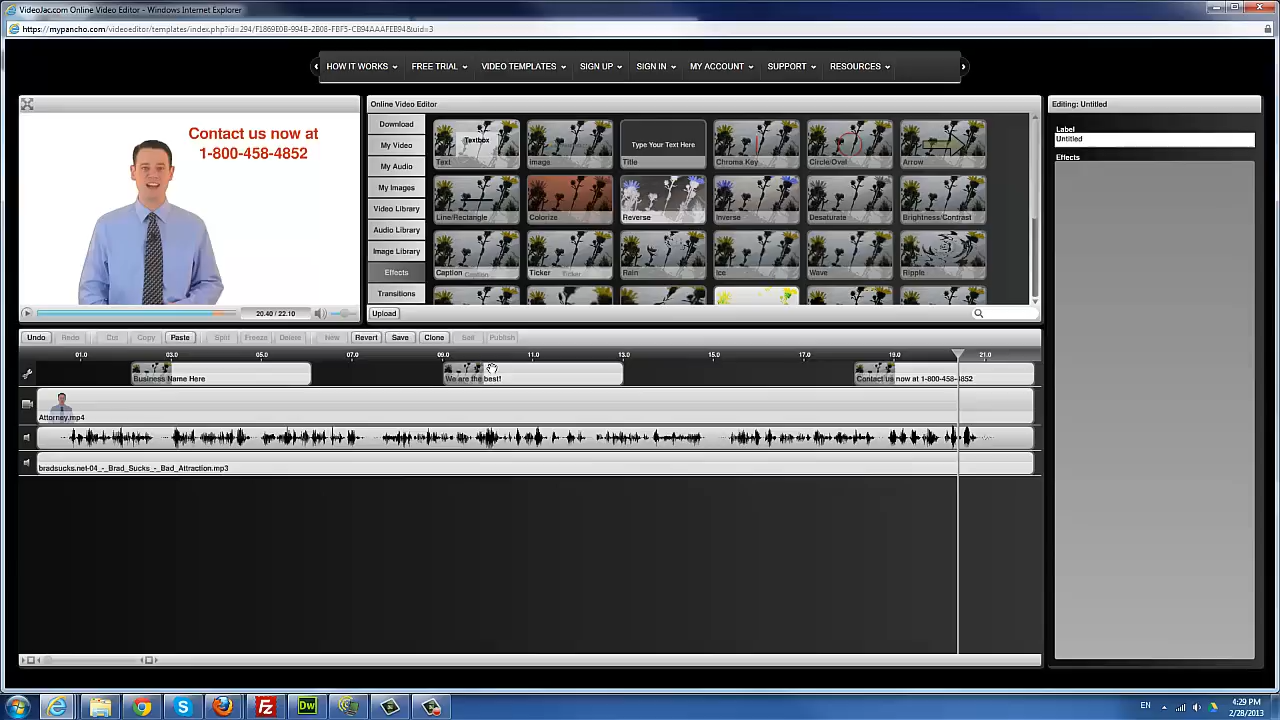 VideoJac.com Online Video Editor - Windows Internet Explorer
https://mypancho.com/videoeditor/templates/index.php?id=294/F1869E0B-994B-2B08-FBF5-CB94AAAFEB94&uid=3
HOW IT WORKS FREE TRIAL VIDEO TEMPLATES SIGN UP SIGN IN MY ACCOUNT SUPPORT RESOURCES
Contact us now at
1-800-458-4852
20.40 / 22.10
Online Video Editor
Download
My Video
My Audio
My Images
Video Library
Audio Library
Image Library
Effects
Transitions
Textbox
Type Your Text Here
Text image Title Chroma Key Circle/Oval Arrow
Line/Rectangle Colorize Reverse Inverse Desaturate Brightness/Contrast
Caption Caption Ticker Ticker Rain Ice Wave Ripple
Upload
Editing: Untitled
Label
Untitled
Effects
Undo Redo Cut Copy Paste Split Freeze Delete New Revert Save Clone Sell Publish
01.0 03.0 05.0 07.0 09.0 11.0 13.0 15.0 17.0 19.0 21.0
Business Name Here We are the best! Contact us now at 1-800-458-4852
Attorney.mp4
bradsucks.net-04_-_Brad_Sucks_-_Bad_Attraction.mp3
EN
4:29 PM
2/28/2013